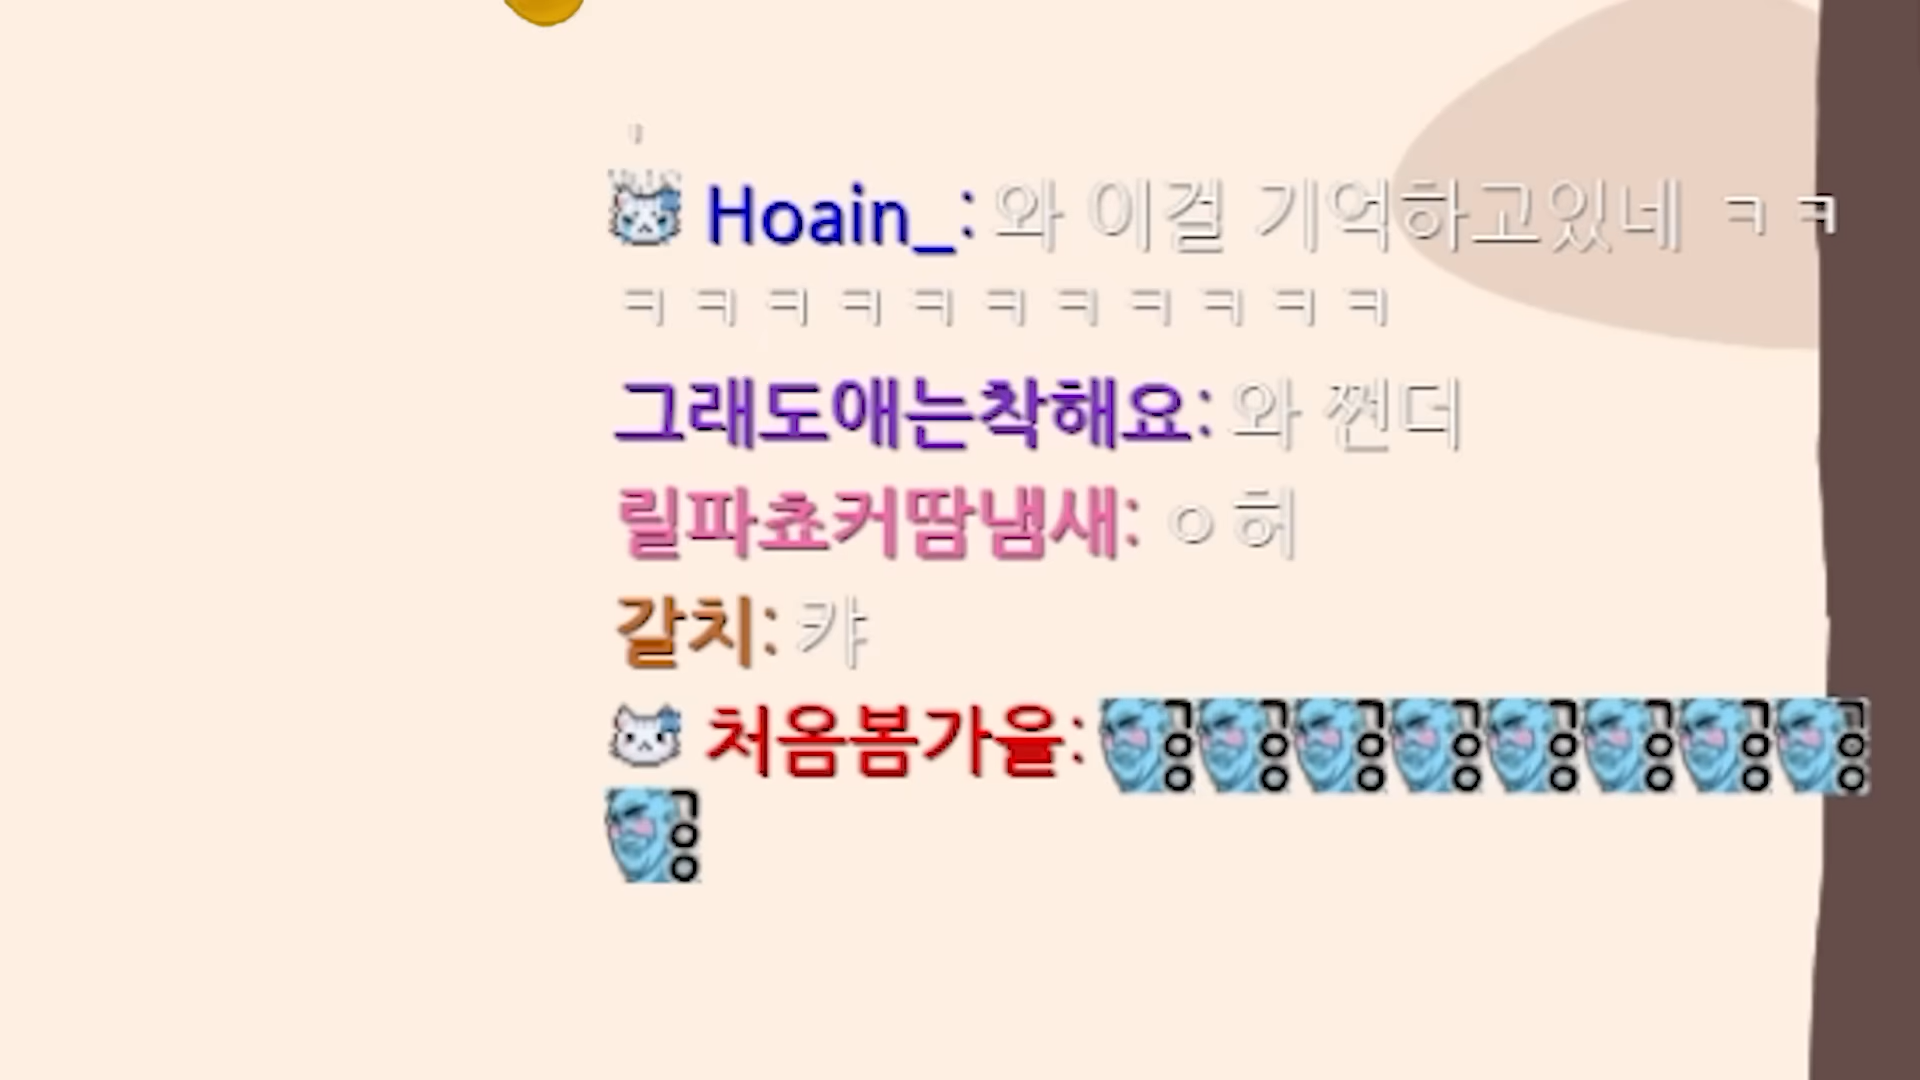 Hoain_: 와 이걸 기억하고있네 ㅋㅋ
ㅋㅋㅋㅋㅋㅋㅋㅋㅋㅋㅋ
그래도애는착해요: 와 쩐더
릴파쵸커땀냄새: ㅇ허
갈치: 캬
처음봄가을: ㄱㅇㅇㄱㅇㅇㄱㅇㅇㄱㅇㅇㄱㅇㅇㄱㅇㅇㄱㅇㅇㄱㅇㅇ
ㄱㅇㅇ